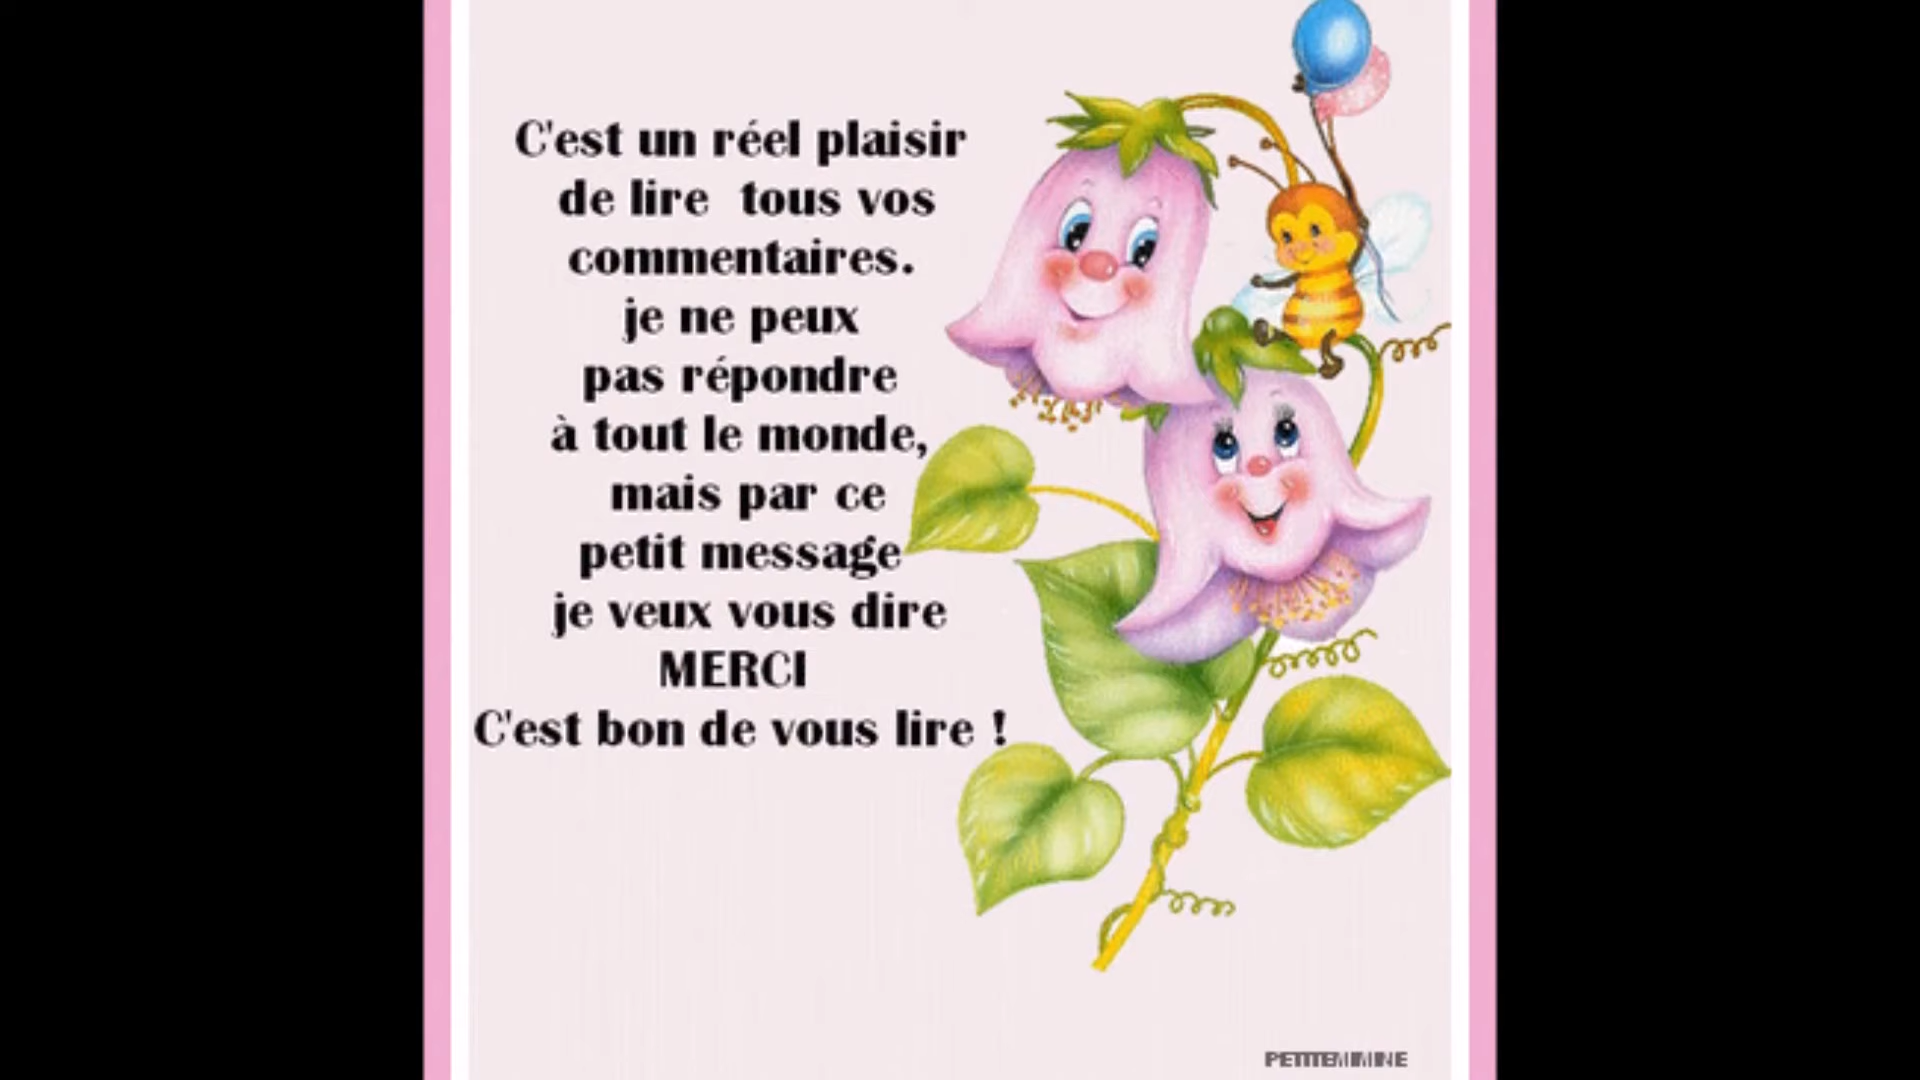 C'est un réel plaisir
de lire tous vos
commentaires.
je ne peux
pas répondre
à tout le monde,
mais par ce
petit message
je veux vous dire
MERCI
C'est bon de vous lire !
PETITEMIMINE